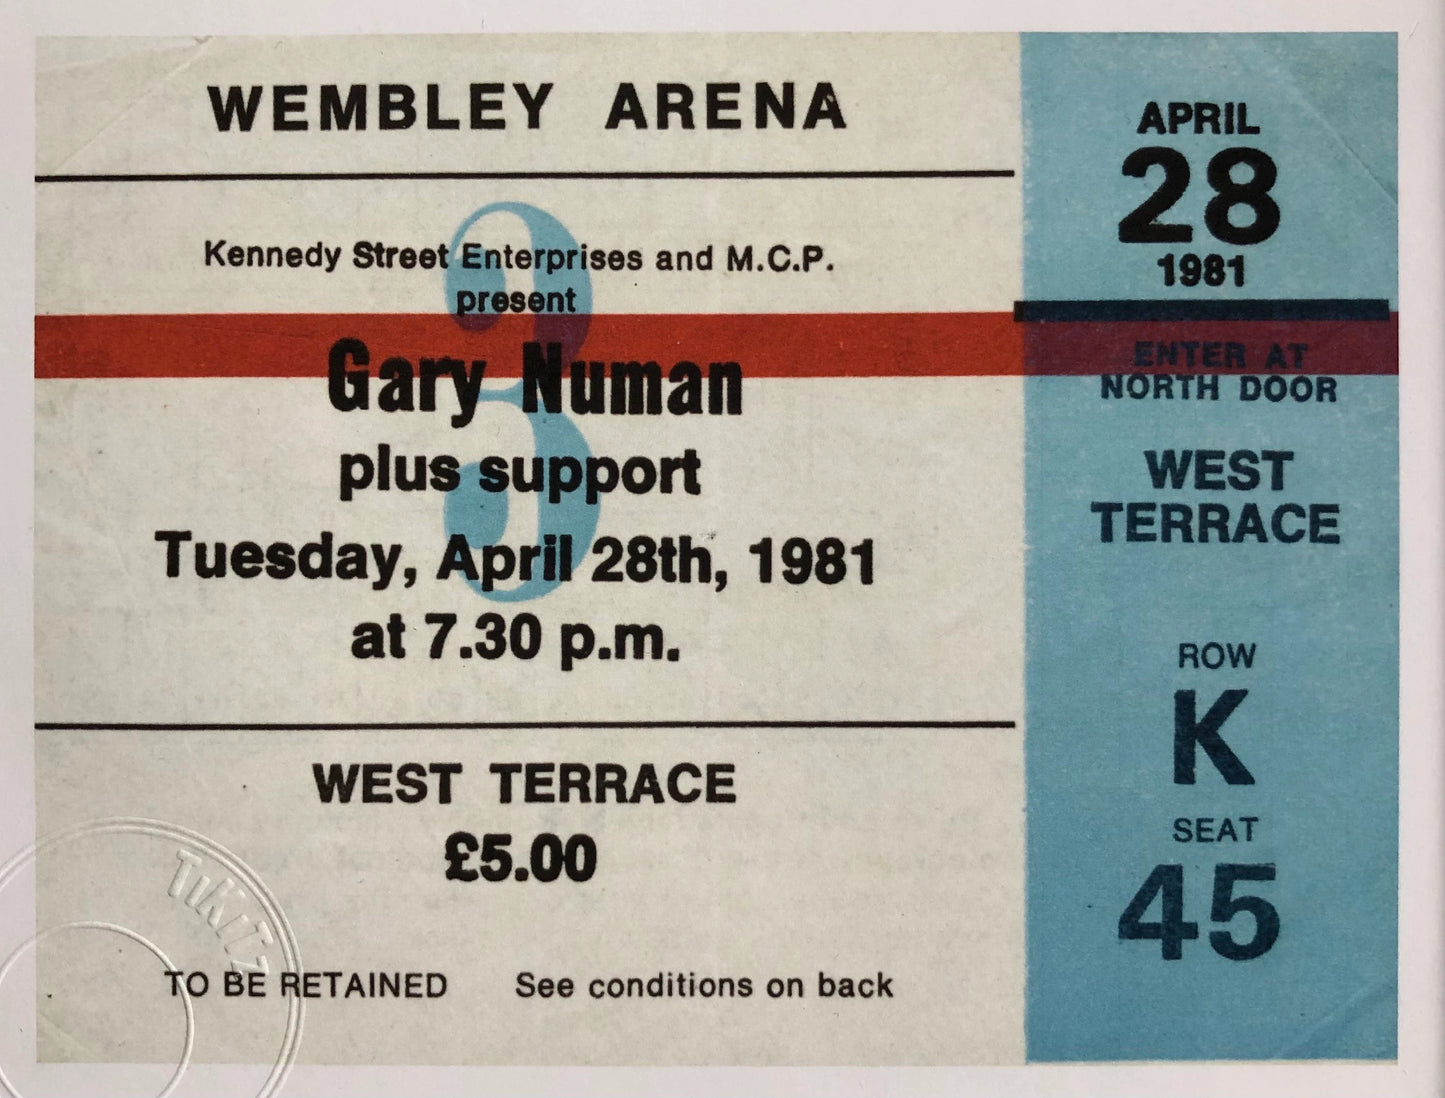 WEMBLEY ARENA
Kennedy Street Enterprises and M.C.P.
present
3
Gary Numan
plus support
Tuesday, April 28th, 1981
at 7.30 p.m.
WEST TERRACE
£5.00
TO BE RETAINED See conditions on back
TiKiTZ
APRIL
28
1981
ENTER AT
NORTH DOOR
WEST
TERRACE
ROW
K
SEAT
45